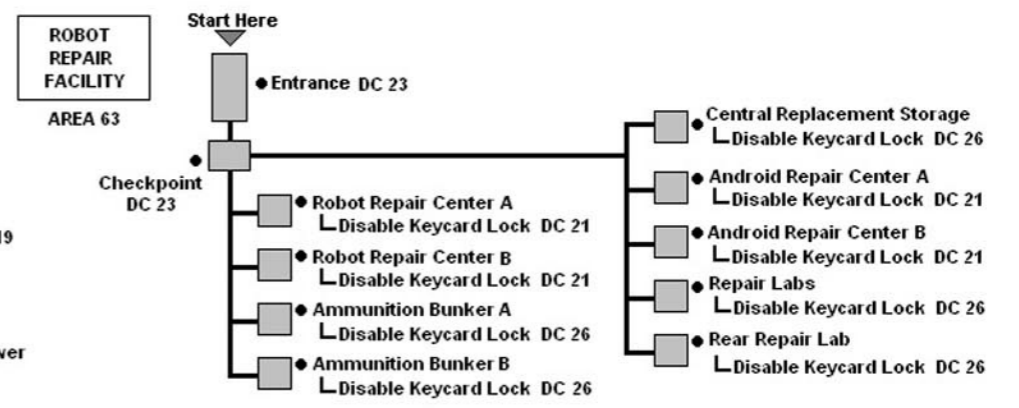 ROBOT
REPAIR
FACILITY
AREA 63
Start Here
Entrance DC 23
Checkpoint
DC 23
Robot Repair Center A
Disable Keycard Lock DC 21
Robot Repair Center B
Disable Keycard Lock DC 21
Ammunition Bunker A
Disable Keycard Lock DC 26
Ammunition Bunker B
Disable Keycard Lock DC 26
Central Replacement Storage
Disable Keycard Lock DC 26
Android Repair Center A
Disable Keycard Lock DC 21
Android Repair Center B
Disable Keycard Lock DC 21
Repair Labs
Disable Keycard Lock DC 26
Rear Repair Lab
Disable Keycard Lock DC 26